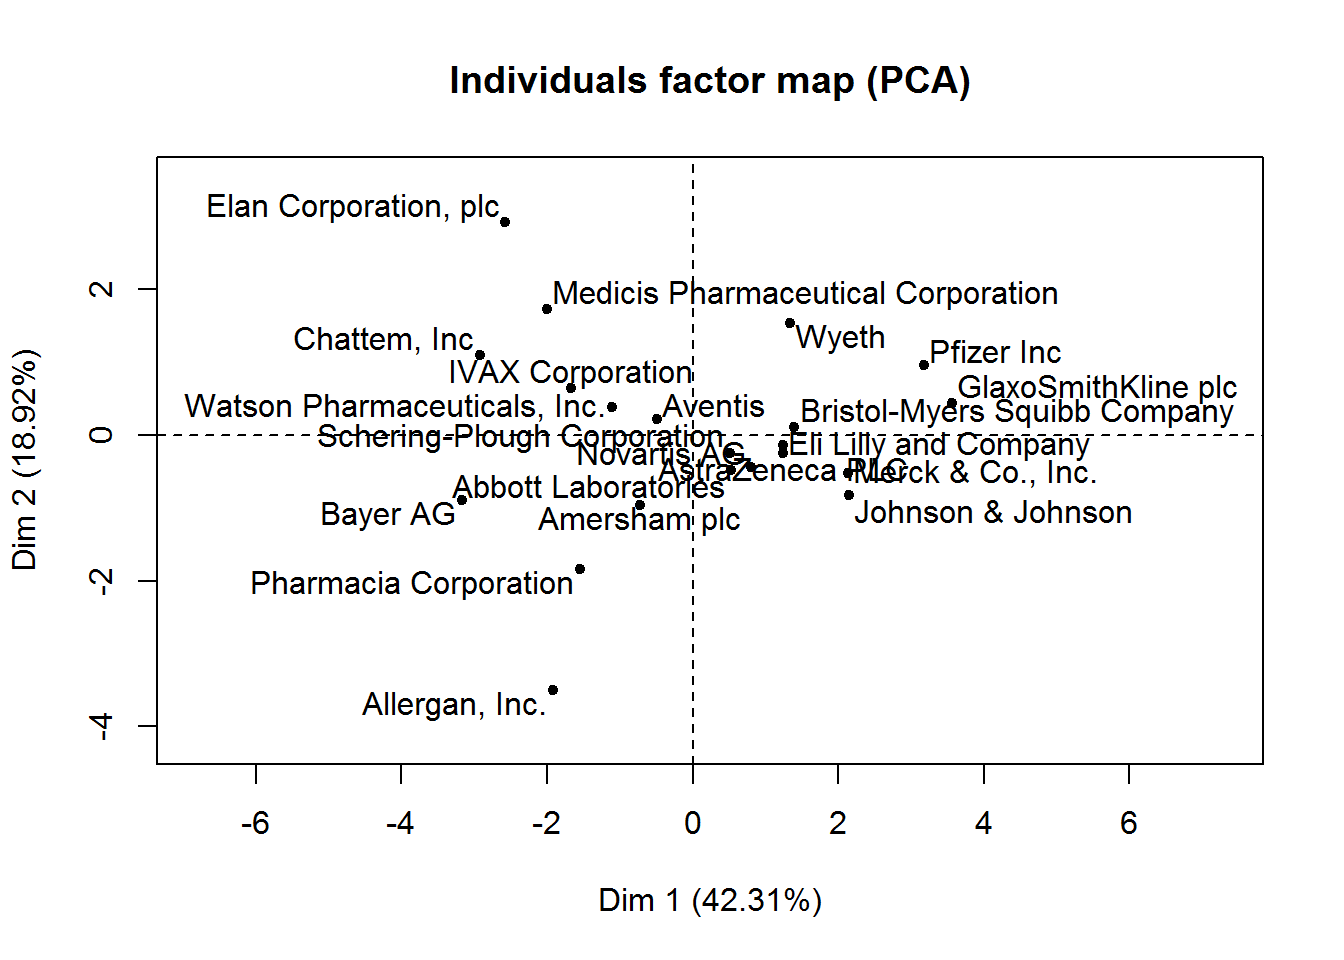 Individuals factor map (PCA)
Elan Corporation, plc
Medicis Pharmaceutical Corporation
Wyeth
Chattem, Inc
Pfizer Inc
IVAX Corporation
GlaxoSmithKline plc
Watson Pharmaceuticals, Inc.
Aventis
Bristol-Myers Squibb Company
Schering-Plough Corporation
Eli Lilly and Company
Novartis AG
AstraZeneca PLC
Merck & Co., Inc.
Abbott Laboratories
Bayer AG
Amersham plc
Johnson & Johnson
Pharmacia Corporation
Allergan, Inc.
2
0
-2
-4
Dim 2 (18.92%)
-6 -4 -2 0 2 4 6
Dim 1 (42.31%)